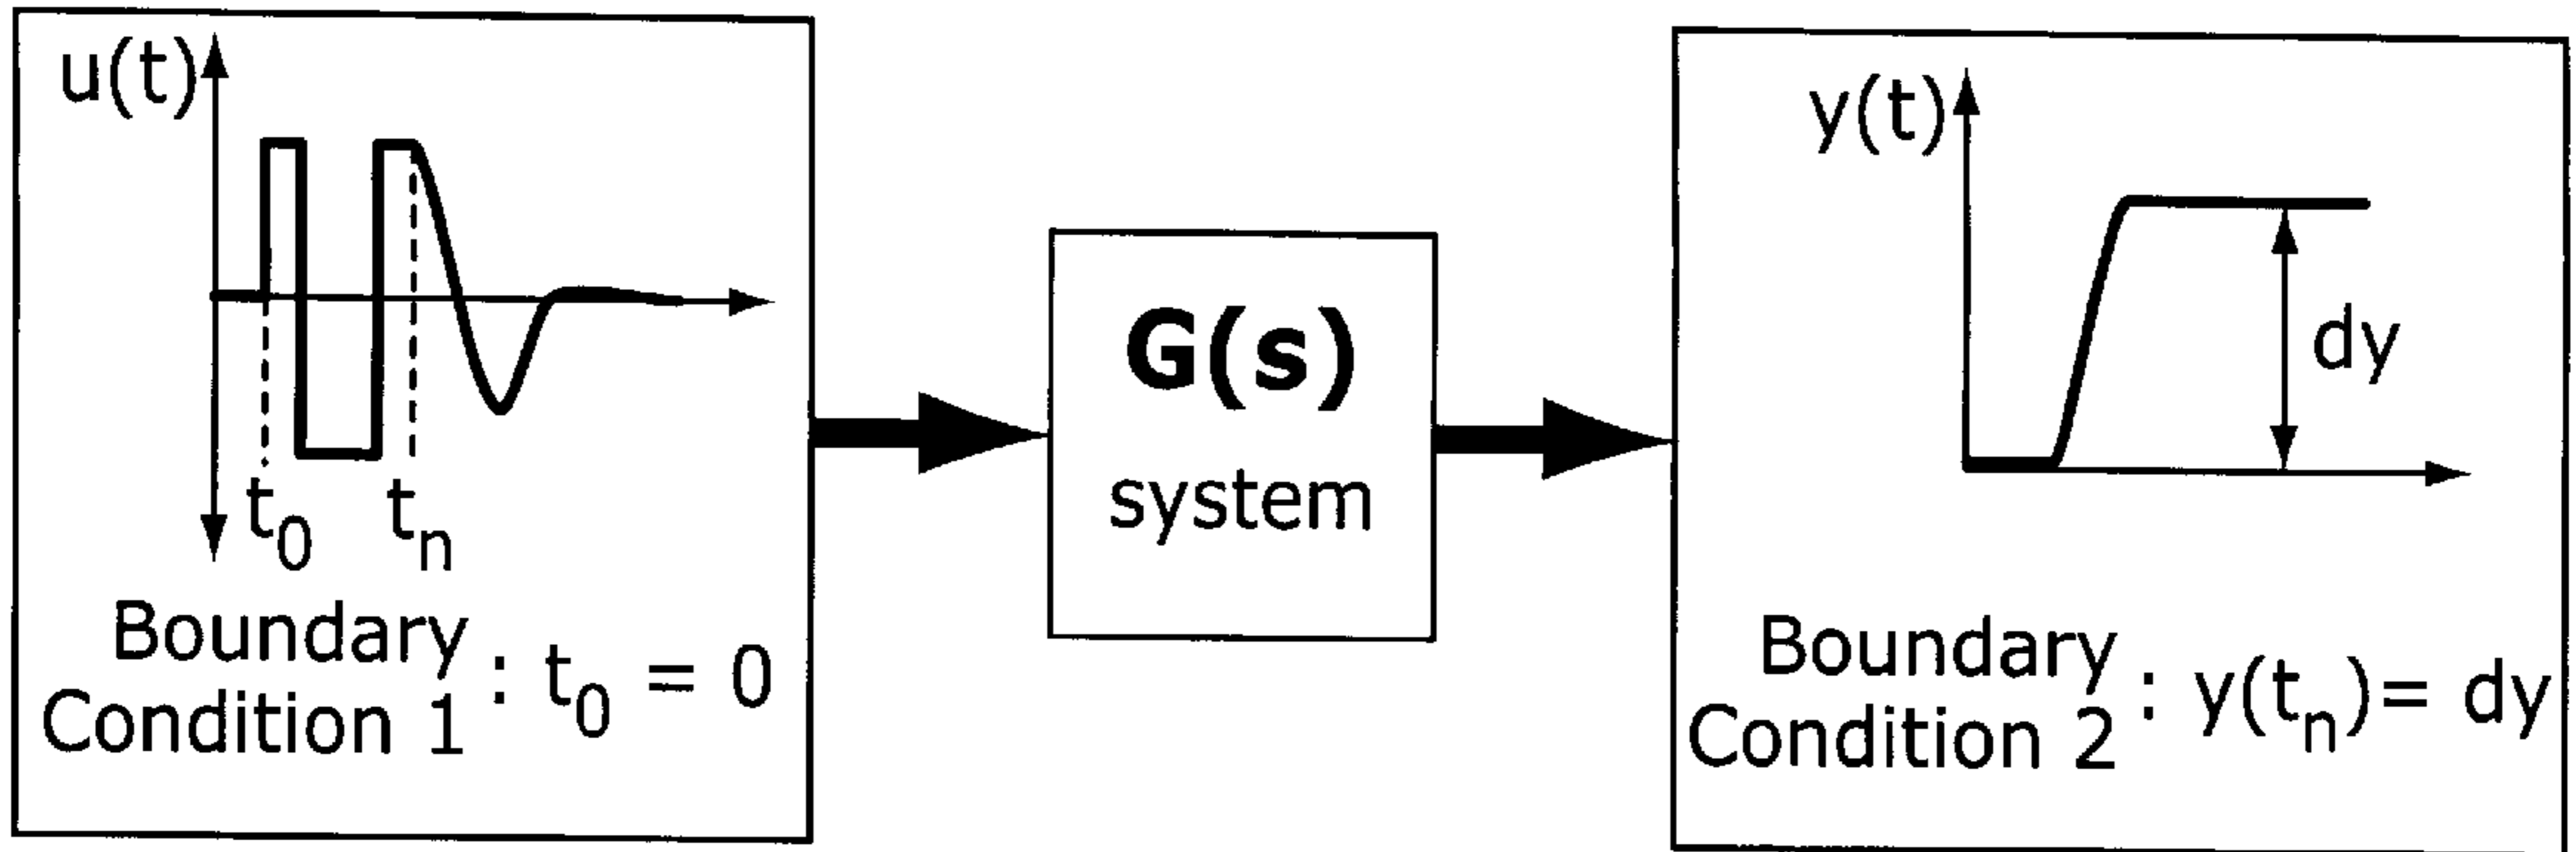 u(t)
t0
tn
Boundary
Condition 1 : t0 = 0
G(s)
system
y(t)
dy
Boundary
Condition 2 : y(tn)= dy